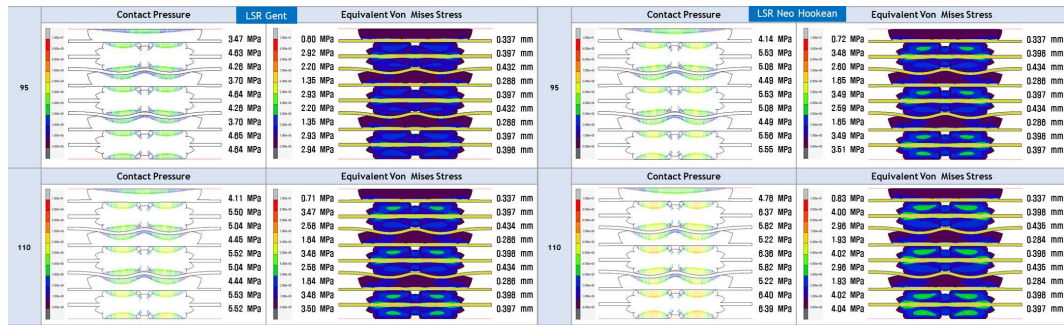 Contact Pressure
LSR Gent
Equivalent Von Mises Stress
95
3.47 MPa
4.63 MPa
4.26 MPa
3.70 MPa
4.64 MPa
4.26 MPa
3.70 MPa
4.65 MPa
4.64 MPa
0.60 MPa
2.92 MPa
2.20 MPa
1.35 MPa
2.93 MPa
2.20 MPa
1.35 MPa
2.93 MPa
2.94 MPa
0.337 mm
0.397 mm
0.432 mm
0.286 mm
0.397 mm
0.432 mm
0.286 mm
0.397 mm
0.396 mm
Contact Pressure
LSR Neo Hookean
Equivalent Von Mises Stress
95
4.14 MPa
5.53 MPa
5.08 MPa
4.49 MPa
5.53 MPa
5.08 MPa
4.49 MPa
5.56 MPa
5.55 MPa
0.72 MPa
3.48 MPa
2.60 MPa
1.65 MPa
3.49 MPa
2.59 MPa
1.65 MPa
3.49 MPa
3.51 MPa
0.337 mm
0.398 mm
0.434 mm
0.286 mm
0.397 mm
0.434 mm
0.286 mm
0.398 mm
0.397 mm
Contact Pressure
Equivalent Von Mises Stress
110
4.11 MPa
5.50 MPa
5.04 MPa
4.45 MPa
5.52 MPa
5.04 MPa
4.44 MPa
5.53 MPa
5.52 MPa
0.71 MPa
3.47 MPa
2.58 MPa
1.64 MPa
3.48 MPa
2.58 MPa
1.64 MPa
3.48 MPa
3.50 MPa
0.337 mm
0.397 mm
0.434 mm
0.286 mm
0.398 mm
0.434 mm
0.286 mm
0.398 mm
0.397 mm
Contact Pressure
Equivalent Von Mises Stress
110
4.76 MPa
6.37 MPa
5.82 MPa
5.22 MPa
6.36 MPa
5.82 MPa
5.22 MPa
6.40 MPa
6.39 MPa
0.83 MPa
4.00 MPa
2.96 MPa
1.93 MPa
4.02 MPa
2.96 MPa
1.93 MPa
4.02 MPa
4.04 MPa
0.337 mm
0.398 mm
0.435 mm
0.284 mm
0.398 mm
0.435 mm
0.284 mm
0.398 mm
0.397 mm